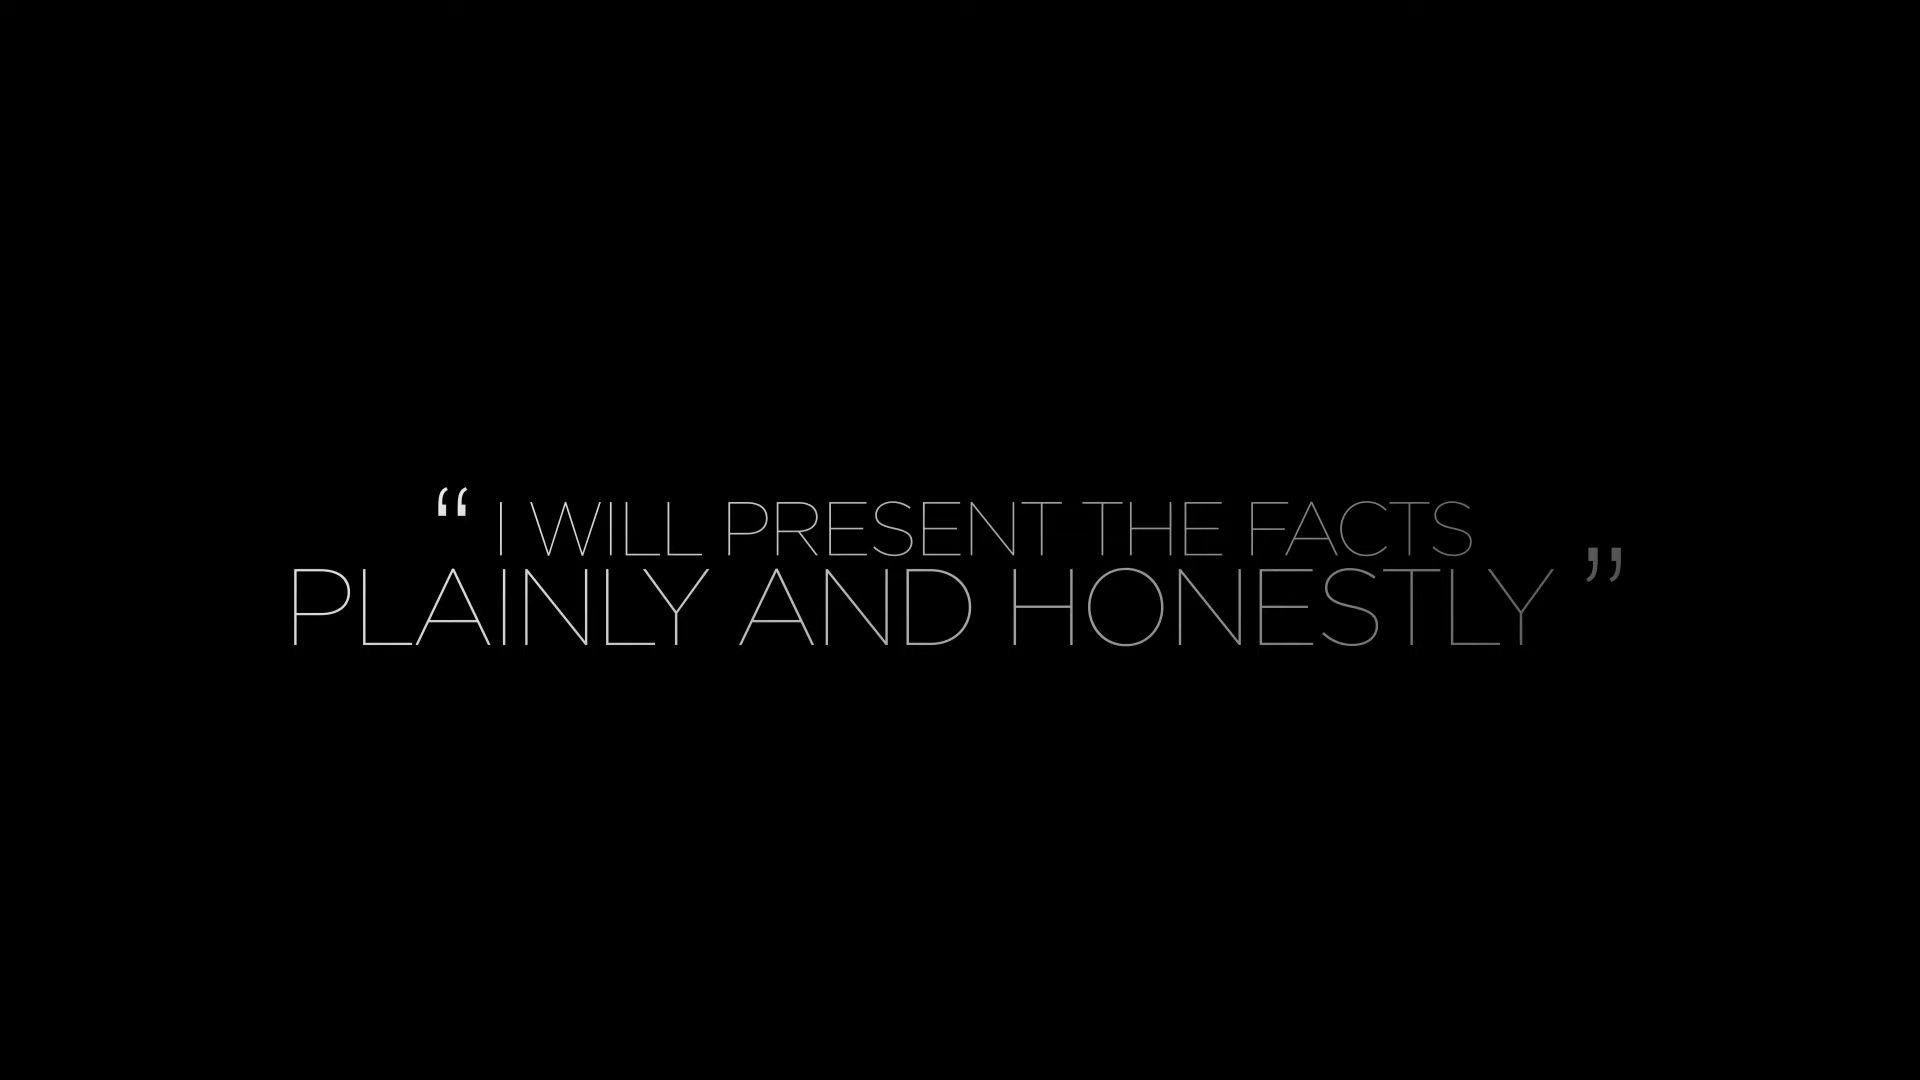 “ I WILL PRESENT THE FACTS
PLAINLY AND HONESTLY ”